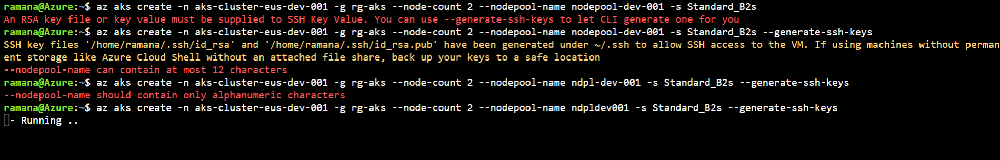 ramana@Azure:~$ az aks create -n aks-cluster-eus-dev-001 -g rg-aks --node-count 2 --nodepool-name nodepool-dev-001 -s Standard_B2s
An RSA key file or key value must be supplied to SSH Key Value. You can use --generate-ssh-keys to let CLI generate one for you
ramana@Azure:~$ az aks create -n aks-cluster-eus-dev-001 -g rg-aks --node-count 2 --nodepool-name nodepool-dev-001 -s Standard_B2s --generate-ssh-keys
SSH key files '/home/ramana/.ssh/id_rsa' and '/home/ramana/.ssh/id_rsa.pub' have been generated under ~/.ssh to allow SSH access to the VM. If using machines without perman
ent storage like Azure Cloud Shell without an attached file share, back up your keys to a safe location
--nodepool-name can contain at most 12 characters
ramana@Azure:~$ az aks create -n aks-cluster-eus-dev-001 -g rg-aks --node-count 2 --nodepool-name ndpl-dev-001 -s Standard_B2s --generate-ssh-keys
--nodepool-name should contain only alphanumeric characters
ramana@Azure:~$ az aks create -n aks-cluster-eus-dev-001 -g rg-aks --node-count 2 --nodepool-name ndpldev001 -s Standard_B2s --generate-ssh-keys
- Running ..